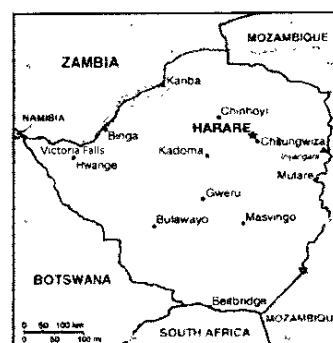 MOZAMBIQUE
ZAMBIA
Kariba
Chinhoyi
NAMIBIA
HARARE
Binga
Chitungwiza
Victoria Falls
Kadoma
Inyangani
Hwange
Mutare
Gweru
Bulawayo
Masvingo
BOTSWANA
Beitbridge
0 50 100 km
0 50 100 mi
MOZAMBIQUE
SOUTH AFRICA